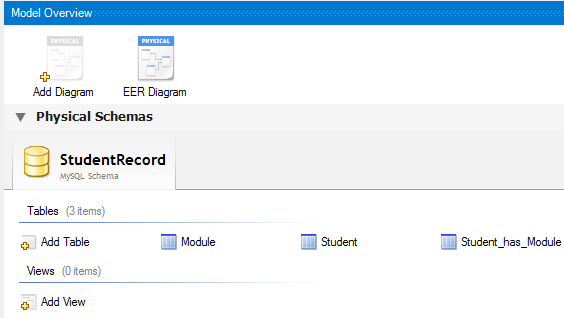 Model Overview
PHYSICAL
PHYSICAL
Add Diagram
EER Diagram
Physical Schemas
StudentRecord
MySQL Schema
Tables (3 items)
Add Table
Module
Student
Student_has_Module
Views (0 items)
Add View